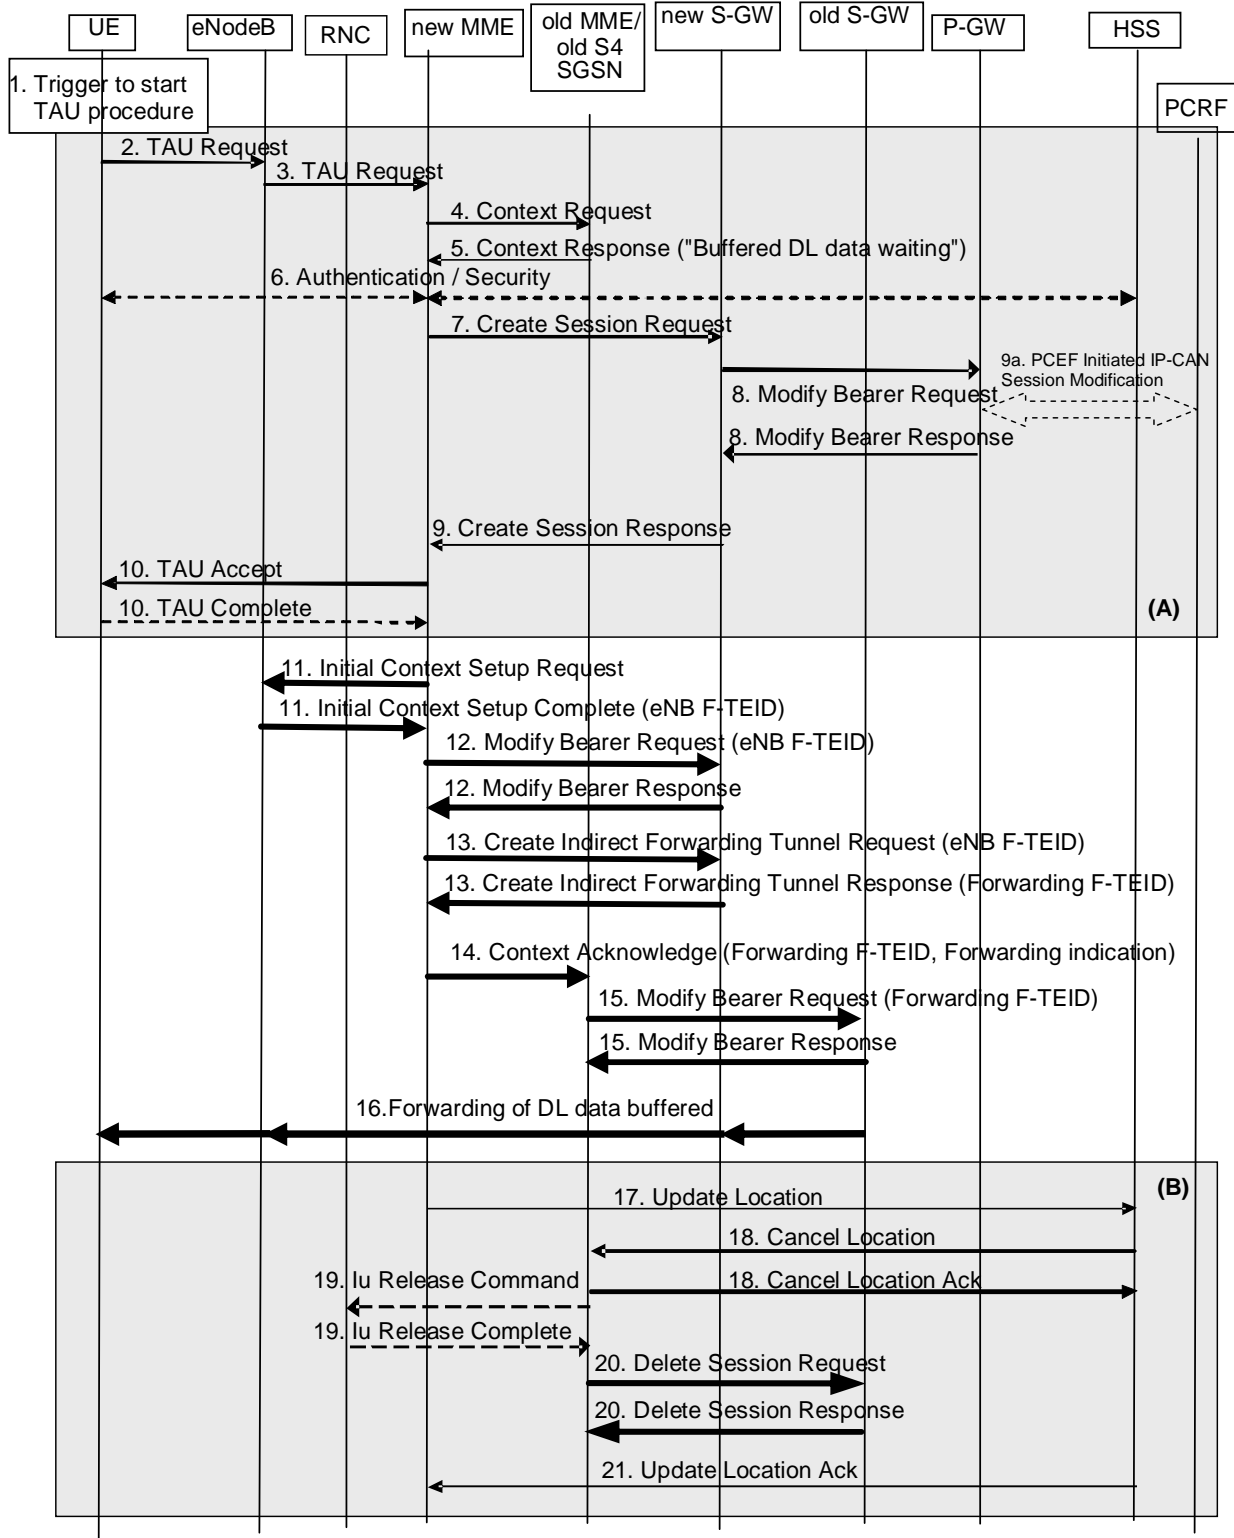 UE
eNodeB
RNC
new MME
old MME/
old S4
SGSN
new S-GW
old S-GW
P-GW
HSS
PCRF
1. Trigger to start
TAU procedure
2. TAU Request
3. TAU Request
4. Context Request
5. Context Response ("Buffered DL data waiting")
6. Authentication / Security
7. Create Session Request
9a. PCEF Initiated IP-CAN
Session Modification
8. Modify Bearer Request
8. Modify Bearer Response
9. Create Session Response
10. TAU Accept
10. TAU Complete
(A)
11. Initial Context Setup Request
11. Initial Context Setup Complete (eNB F-TEID)
12. Modify Bearer Request (eNB F-TEID)
12. Modify Bearer Response
13. Create Indirect Forwarding Tunnel Request (eNB F-TEID)
13. Create Indirect Forwarding Tunnel Response (Forwarding F-TEID)
14. Context Acknowledge (Forwarding F-TEID, Forwarding indication)
15. Modify Bearer Request (Forwarding F-TEID)
15. Modify Bearer Response
16.Forwarding of DL data buffered
(B)
17. Update Location
18. Cancel Location
19. Iu Release Command
18. Cancel Location Ack
19. Iu Release Complete
20. Delete Session Request
20. Delete Session Response
21. Update Location Ack